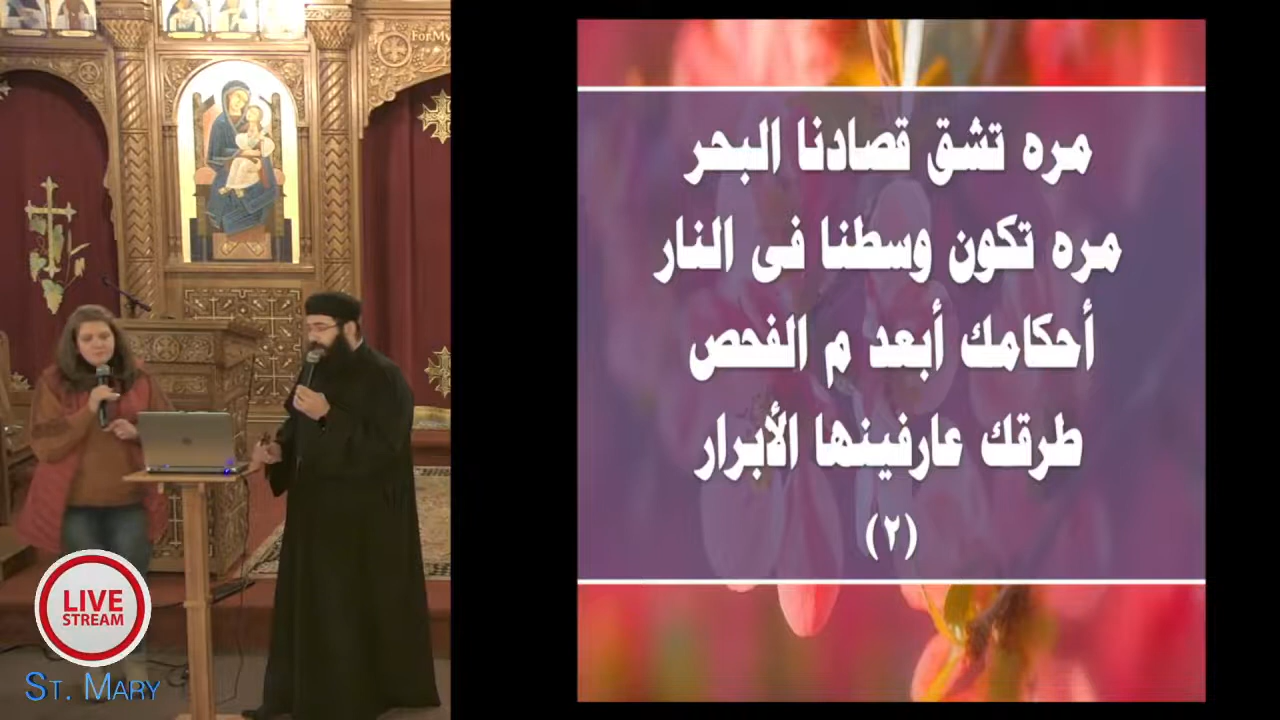 ForMy
مره تشق قصادنا البحر
مره تكون وسطنا فى النار
أحكامك أبعد م الفحص
طرقك عارفينها الأبرار
(٢)
LIVE
STREAM
ST. MARY